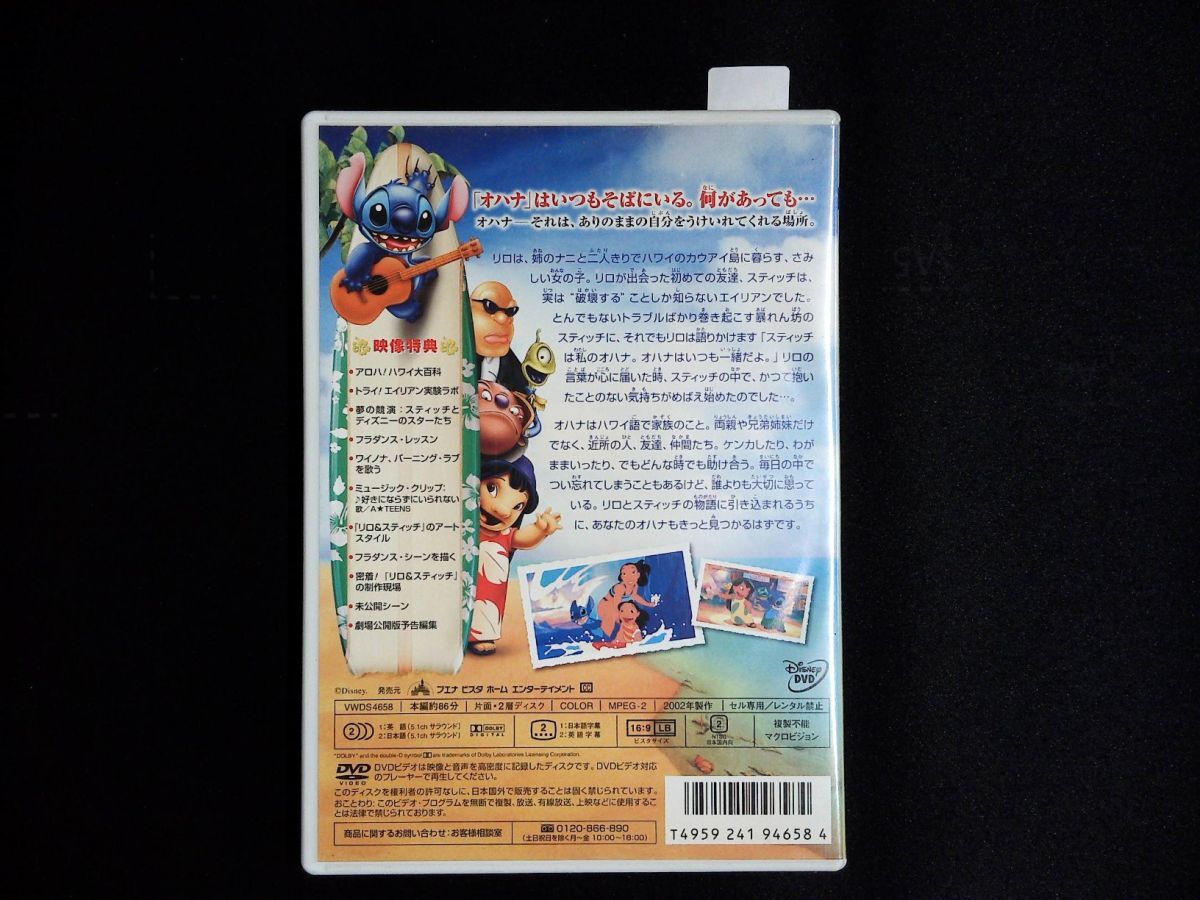 「オハナ」はいつもそばにいる。何があっても…
オハナ―それは、ありのままの自分をうけいれてくれる場所。
リロは、姉のナニと二人きりでハワイのカウアイ島に暮らす、さみ
しい女の子。リロが出会った初めての友達、スティッチは、
実は“破壊する”ことしか知らないエイリアンでした。
とんでもないトラブルばかり巻き起こす暴れん坊の
スティッチに、それでもリロは語りかけます「スティッチ
は私のオハナ。オハナはいつも一緒だよ。」リロの
言葉が心に届いた時、スティッチの中で、かつて抱い
たことのない気持ちがめばえ始めたのでした…。
オハナはハワイ語で家族のこと。両親や兄弟姉妹だけ
でなく、近所の人、友達、仲間たち。ケンカしたり、わが
ままいったり、でもどんな時でも助け合う。毎日の中で
つい忘れてしまうこともあるけど、誰よりも大切に思って
いる。リロとスティッチの物語に引き込まれるうち
に、あなたのオハナもきっと見つかるはずです。
映像特典
•アロハ!ハワイ大百科
•トライ!エイリアン実験ラボ
•夢の競演:スティッチと
ディズニーのスターたち
•フラダンス・レッスン
•ワイノナ、バーニング・ラブ
を歌う
•ミュージック・クリップ:
♪好きにならずにいられない
歌/A★TEENS
•「リロ&スティッチ」のアート
スタイル
•フラダンス・シーンを描く
•密着!「リロ&スティッチ」
の制作現場
•未公開シーン
•劇場公開版予告編集
DISNEY
DVD
©Disney. 発売元 ブエナ ビスタ ホーム エンターテイメント
VWDS4658 本編約86分 片面・2層ディスク COLOR MPEG-2 2002年製作 セル専用/レンタル禁止
2 1:英語(5.1ch サラウンド)
2:日本語(5.1ch サラウンド)
DOLBY
DIGITAL
2 1:日本語字幕
2:英語字幕
16:9 LB
ビスタサイズ
2
NTSC
日本国内向
複製不能
マクロビジョン
"DOLBY" and the double-D symbol are trademarks of Dolby Laboratories Licensing Corporation.
DVD
VIDEO
DVDビデオは映像と音声を高密度に記録したディスクです。DVDビデオ対応
のプレーヤーで再生してください。
このディスクを権利者の許可なしに、日本国外で販売することは固く禁じられています。
おことわり:このビデオ・プログラムを無断で複製、放送、有線放送、上映などに使用するこ
とは法律で禁じられております。
商品に関するお問い合わせ:お客様相談室
0120-866-890
(土日祝日を除く月~金 10:00~18:00)
T4959 241 94658 4